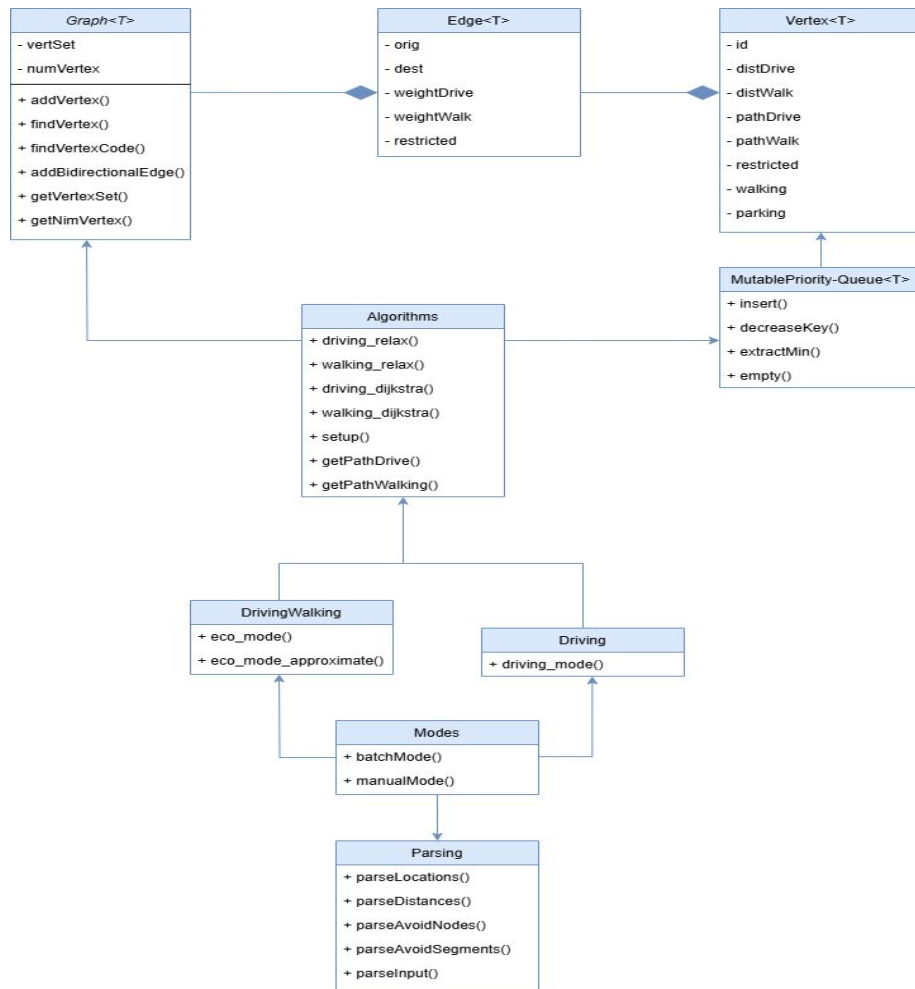 Graph<T>
- vertSet
- numVertex
+ addVertex()
+ findVertex()
+ findVertexCode()
+ addBidirectionalEdge()
+ getVertexSet()
+ getNimVertex()
Edge<T>
- orig
- dest
- weightDrive
- weightWalk
- restricted
Vertex<T>
- id
- distDrive
- distWalk
- pathDrive
- pathWalk
- restricted
- walking
- parking
MutablePriority-Queue<T>
+ insert()
+ decreaseKey()
+ extractMin()
+ empty()
Algorithms
+ driving_relax()
+ walking_relax()
+ driving_dijkstra()
+ walking_dijkstra()
+ setup()
+ getPathDrive()
+ getPathWalking()
DrivingWalking
+ eco_mode()
+ eco_mode_approximate()
Driving
+ driving_mode()
Modes
+ batchMode()
+ manualMode()
Parsing
+ parseLocations()
+ parseDistances()
+ parseAvoidNodes()
+ parseAvoidSegments()
+ parseInput()